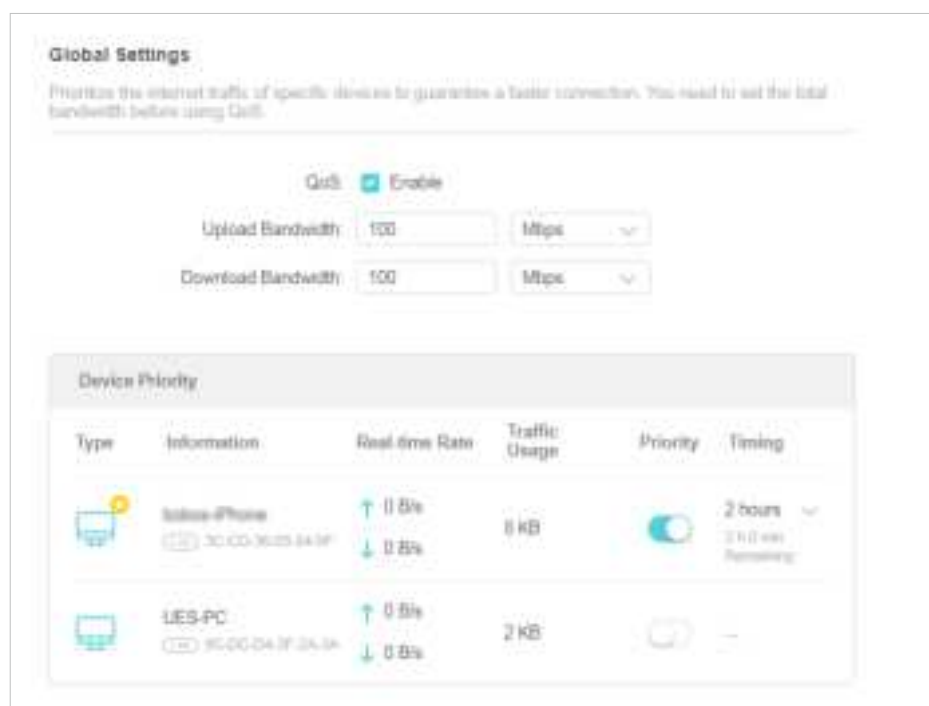 Global Settings
Prioritize the internet traffic of specific devices to guarantee a faster connection. You need to set the total
bandwidth before using QoS.
QoS Enable
Upload Bandwidth 100 Mbps
Download Bandwidth 100 Mbps
Device Priority
Type Information Real-time Rate Traffic Usage Priority Timing
↑ 0 B/s
-iPhone 2 hours
↓ 0 B/s
Remaining
UES-PC ↑ 0 B/s
2 KB ---
↓ 0 B/s